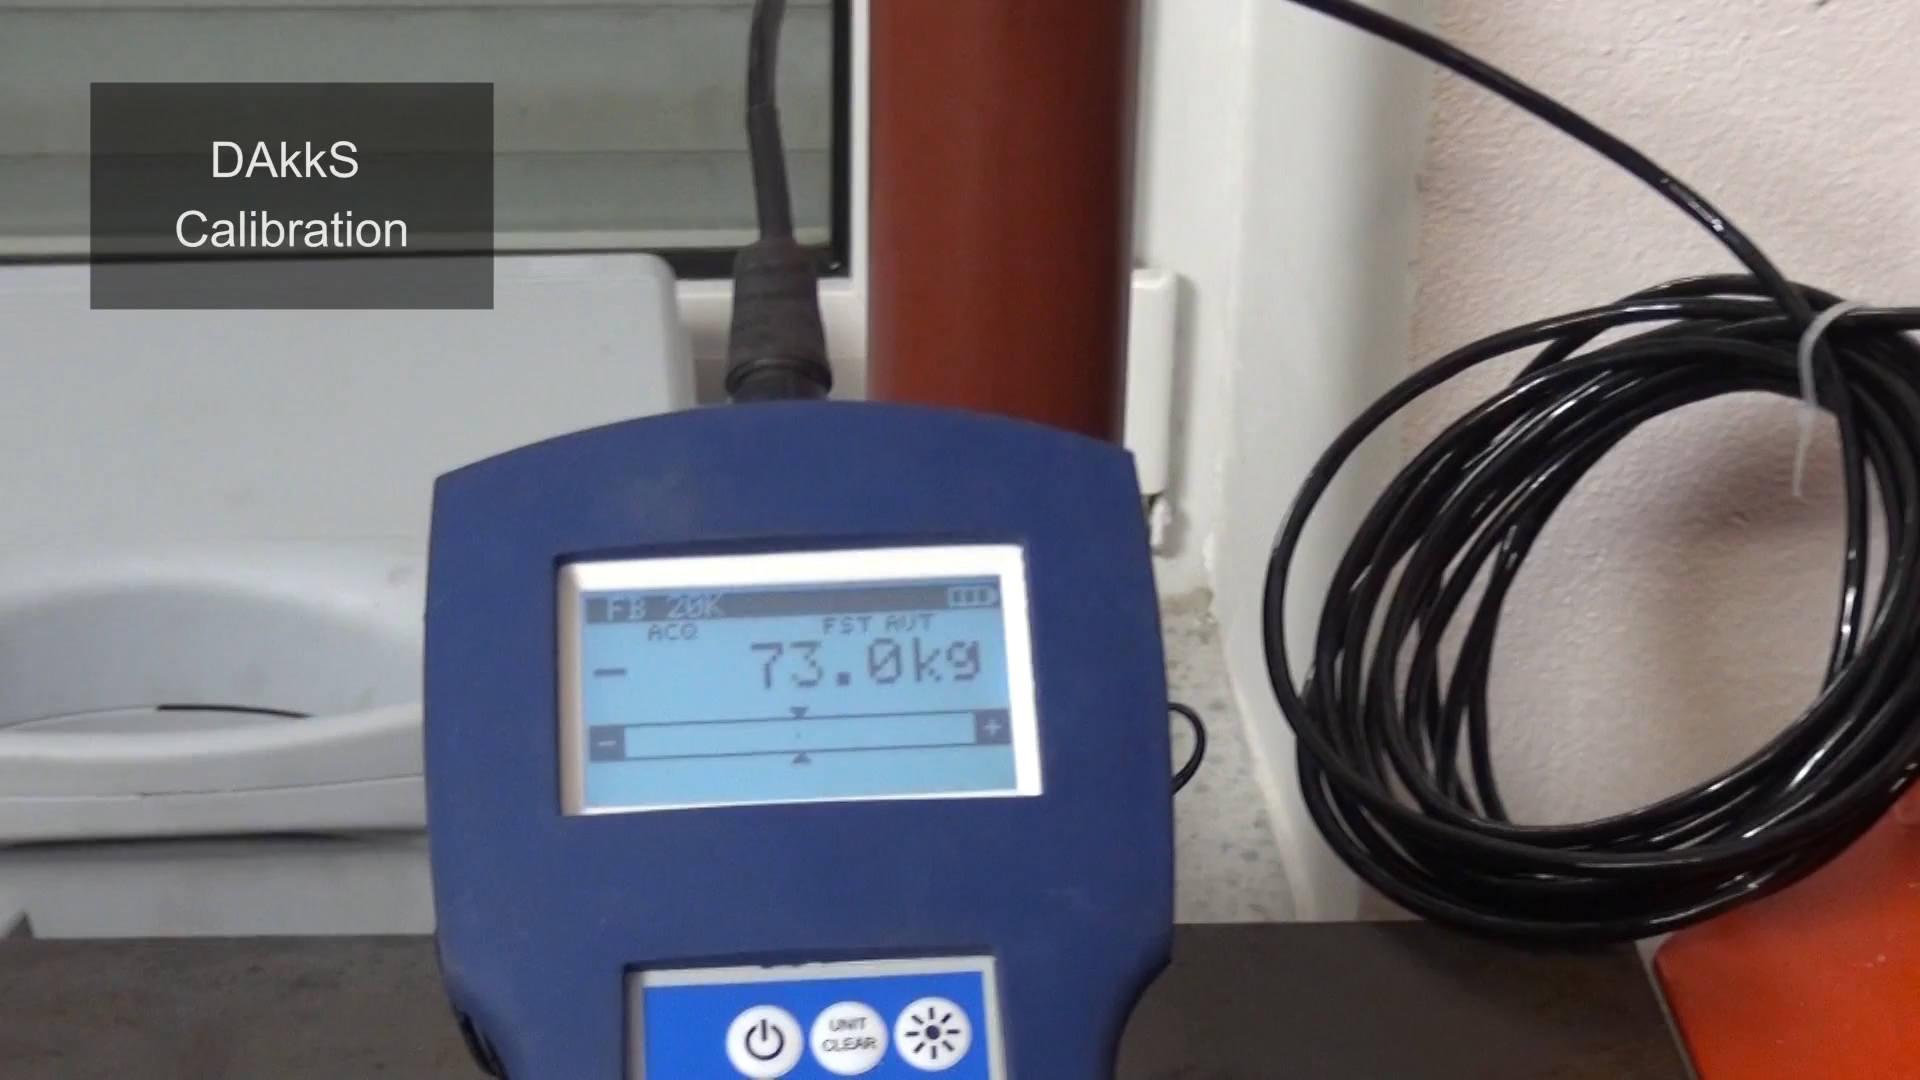 DAkkS
Calibration
FB 20K
ACQ FST AUT
- 73.0kg
- +
UNIT
CLEAR